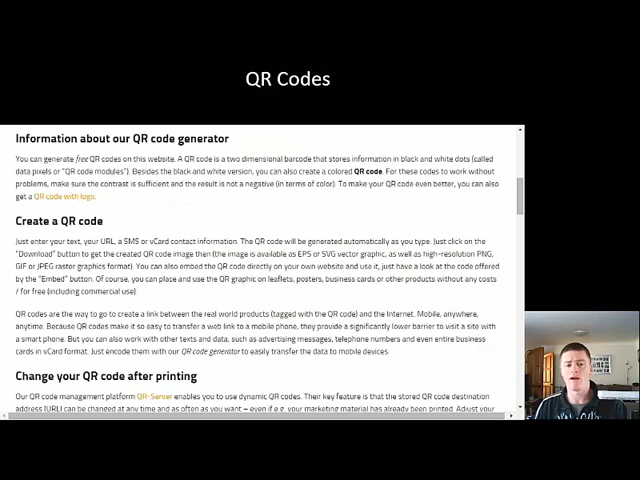 QR Codes
Information about our QR code generator
You can generate free QR codes on this website. A QR code is a two dimensional barcode that stores information in black and white dots (called
data pixels or "QR code modules"). Besides the black and white version, you can also create a colored QR code. For these codes to work without
problems, make sure the contrast is sufficient and the result is not a negative (in terms of color). To make your QR code even better, you can also
get a QR code with logo.
Create a QR code
Just enter your text, your URL, a SMS or vCard contact information. The QR code will be generated automatically as you type. Just click on the
"Download" button to get the created QR code image then (the image is available as EPS or SVG vector graphic, as well as high-resolution PNG,
GIF or JPEG raster graphics format). You can also embed the QR code directly on your own website and use it, just have a look at the code offered
by the "Embed" button. Of course, you can place and use the QR graphic on leaflets, posters, business cards or other products without any costs
/ for free (including commercial use).
QR codes are the way to go to create a link between the real world products (tagged with the QR code) and the Internet. Mobile, anywhere,
anytime. Because QR codes make it so easy to transfer a web link to a mobile phone, they provide a significantly lower barrier to visit a site with
a smart phone. But you can also work with other texts and data, such as advertising messages, telephone numbers and even entire business
cards in vCard format. Just encode them with our QR code generator to easily transfer the data to mobile devices.
Change your QR code after printing
Our QR code management platform QR-Server enables you to use dynamic QR codes. Their key feature is that the stored QR code destination
address (URL) can be changed at any time and as often as you want – even if e.g. your marketing material has already been printed. Adjust your